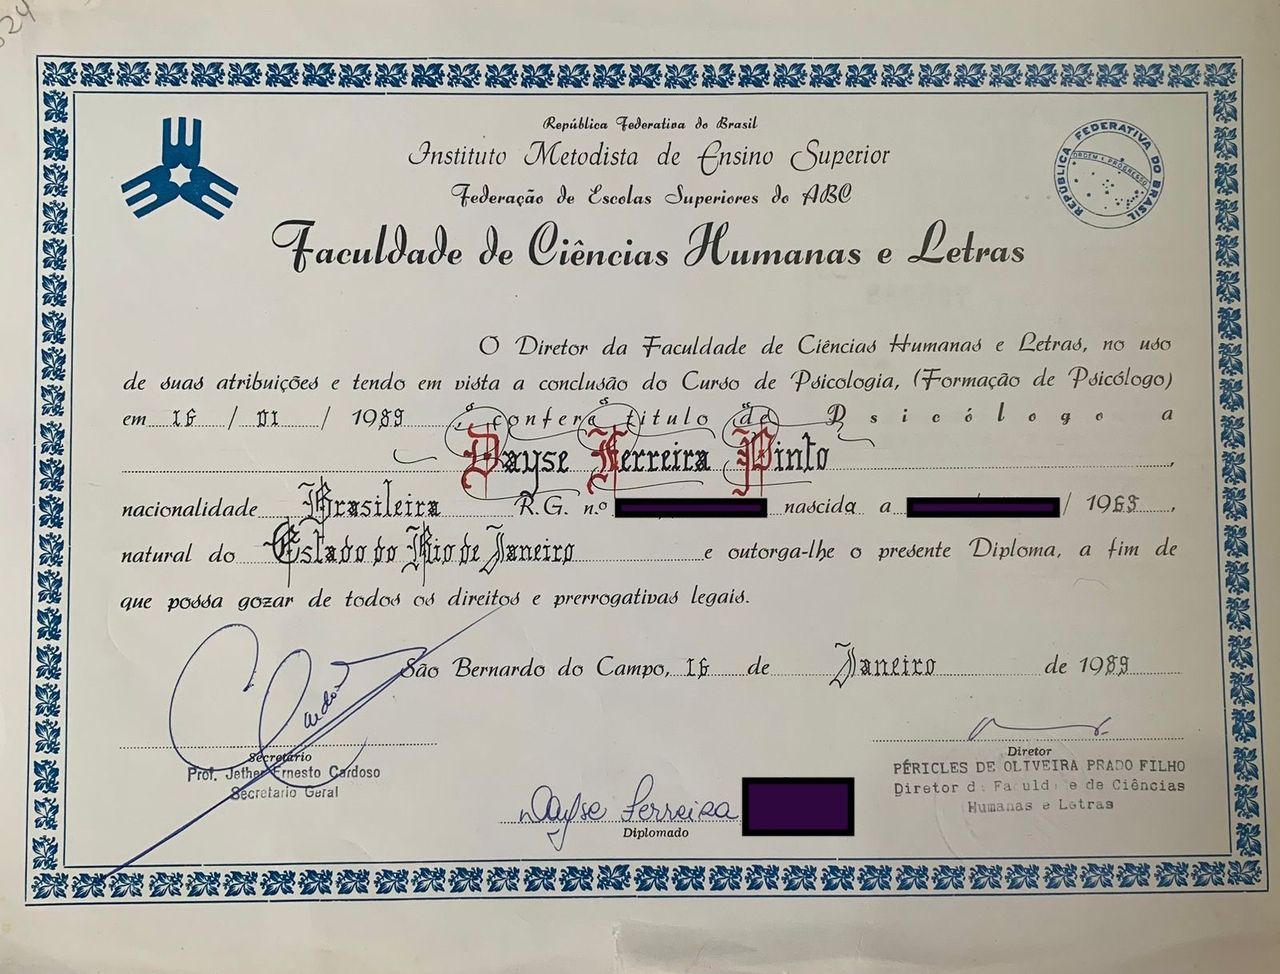 324
República Federativa do Brasil
Instituto Metodista de Ensino Superior
Federação de Escolas Superiores do ABC
Faculdade de Ciências Humanas e Letras
REPÚBLICA FEDERATIVA DO BRASIL
ORDEM E PROGRESSO
O Diretor da Faculdade de Ciências Humanas e Letras, no uso
de suas atribuições e tendo em vista a conclusão do Curso de Psicologia, (Formação de Psicólogo)
em 16 / 01 / 1989, confere o título de Psicólogo a
Dayse Ferreira Pinto,
nacionalidade Brasileira R.G. n.º nascida a / 1965,
natural do Estado do Rio de Janeiro e outorga-lhe o presente Diploma, a fim de
que possa gozar de todos os direitos e prerrogativas legais.
São Bernardo do Campo, 16 de Janeiro de 1989
Cardoso
Secretário
Prof. Jether Ernesto Cardoso
Secretario Geral
Dayse Ferreira
Diplomado
Diretor
PÉRICLES DE OLIVEIRA PRADO FILHO
Diretor da Faculdade de Ciências
Humanas e Letras